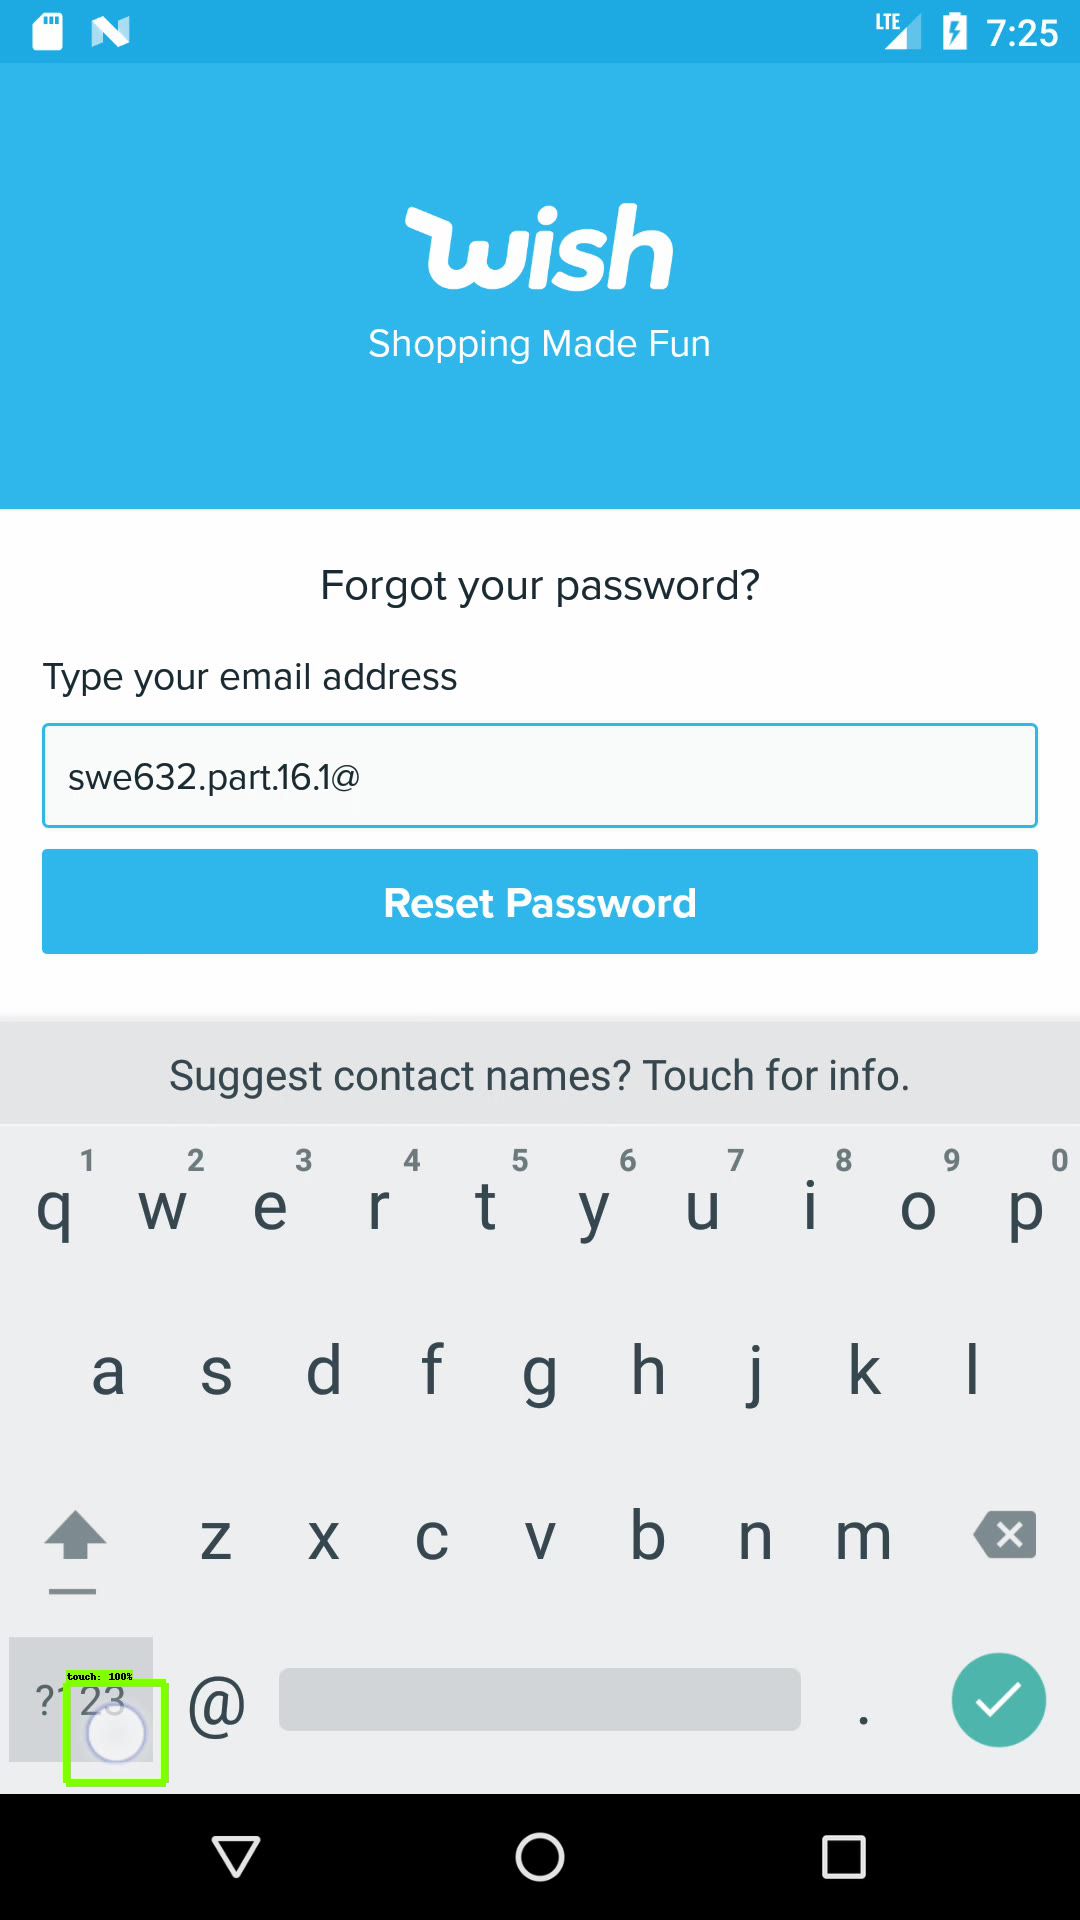 LTE 7:25
wish
Shopping Made Fun
Forgot your password?
Type your email address
swe632.part.16.1@
Reset Password
Suggest contact names? Touch for info.
1 2 3 4 5 6 7 8 9 0
q w e r t y u i o p
a s d f g h j k l
z x c v b n m
touch: 100%
?123 @ .